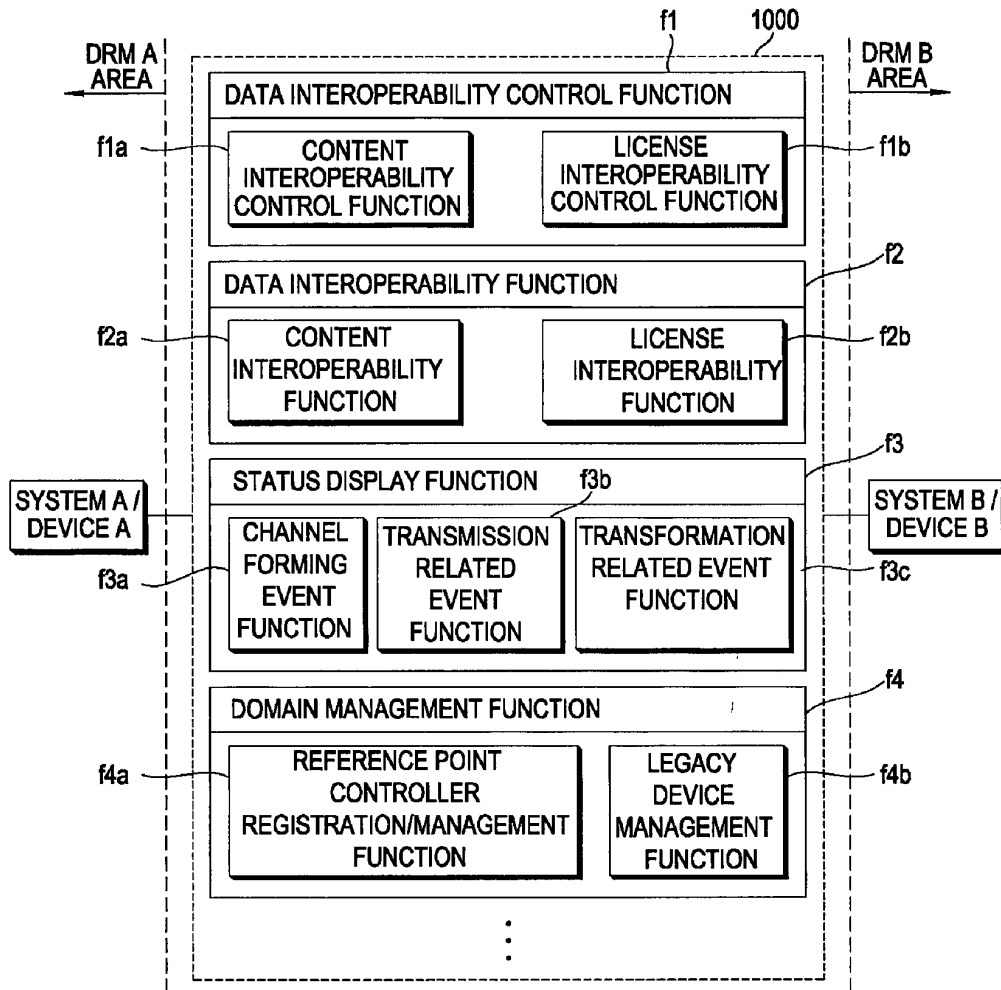 f1
1000
DRM A
AREA
DRM B
AREA
DATA INTEROPERABILITY CONTROL FUNCTION
f1a
CONTENT
INTEROPERABILITY
CONTROL FUNCTION
LICENSE
INTEROPERABILITY
CONTROL FUNCTION
f1b
f2
DATA INTEROPERABILITY FUNCTION
f2a
CONTENT
INTEROPERABILITY
FUNCTION
LICENSE
INTEROPERABILITY
FUNCTION
f2b
f3
STATUS DISPLAY FUNCTION
f3b
SYSTEM A /
DEVICE A
SYSTEM B /
DEVICE B
f3a
CHANNEL
FORMING
EVENT
FUNCTION
TRANSMISSION
RELATED
EVENT
FUNCTION
TRANSFORMATION
RELATED EVENT
FUNCTION
f3c
f4
DOMAIN MANAGEMENT FUNCTION
f4a
REFERENCE POINT
CONTROLLER
REGISTRATION/MANAGEMENT
FUNCTION
LEGACY
DEVICE
MANAGEMENT
FUNCTION
f4b